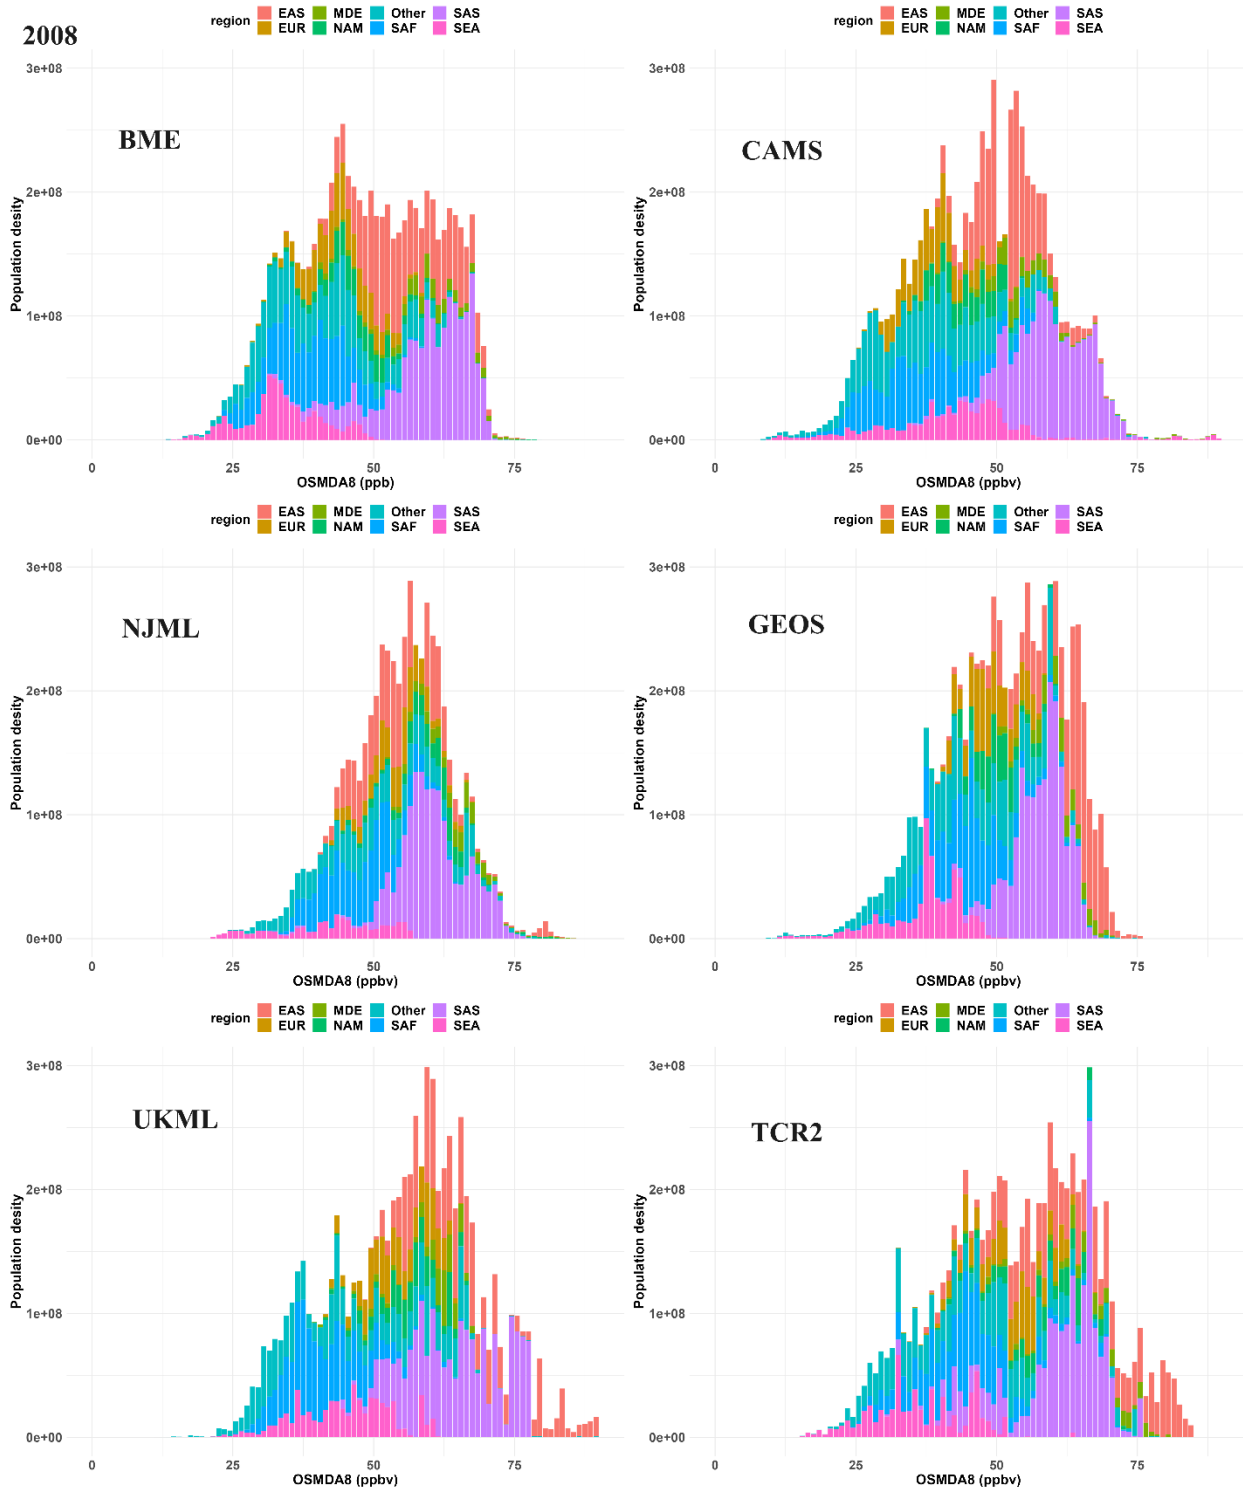 2008
region EAS MDE Other SAS
EUR NAM SAF SEA
3e+08
2e+08
1e+08
0e+00
Population desity
BME
0 25 50 75
OSMDA8 (ppb)
region EAS MDE Other SAS
EUR NAM SAF SEA
3e+08
2e+08
1e+08
0e+00
Population desity
CAMS
0 25 50 75
OSMDA8 (ppbv)
region EAS MDE Other SAS
EUR NAM SAF SEA
3e+08
2e+08
1e+08
0e+00
Population desity
NJML
0 25 50 75
OSMDA8 (ppbv)
region EAS MDE Other SAS
EUR NAM SAF SEA
3e+08
2e+08
1e+08
0e+00
Population desity
GEOS
0 25 50 75
OSMDA8 (ppbv)
region EAS MDE Other SAS
EUR NAM SAF SEA
3e+08
2e+08
1e+08
0e+00
Population desity
UKML
0 25 50 75
OSMDA8 (ppbv)
region EAS MDE Other SAS
EUR NAM SAF SEA
3e+08
2e+08
1e+08
0e+00
Population desity
TCR2
0 25 50 75
OSMDA8 (ppbv)